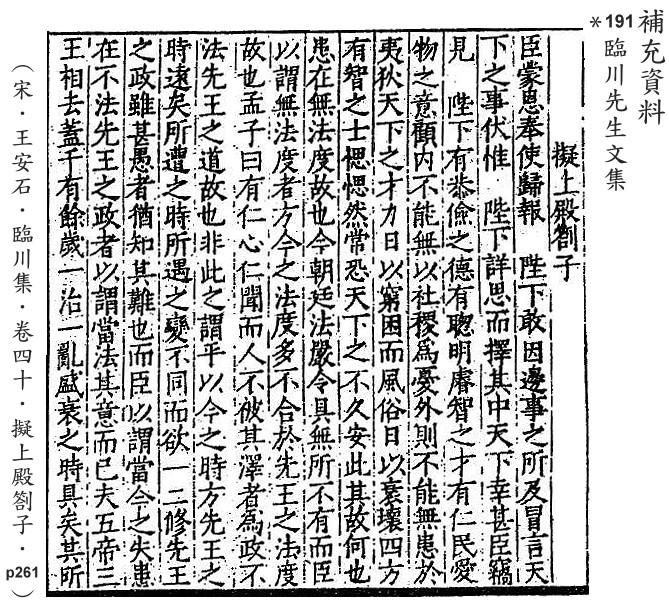 補充資料
*191 臨川先生文集
擬上殿劄子
臣蒙恩奉使歸報　陛下敢因邊事之所及冒言天
下之事伏惟　陛下詳思而擇其中天下幸甚臣竊
見　陛下有恭儉之德有聰明睿智之才有仁民愛
物之意顧内不能無以社稷爲憂外則不能無患於
夷狄天下之才力日以窮困而風俗日以衰壞四方
有智之士愢愢然常恐天下之不久安此其故何也
患在無法度故也今朝廷法嚴令具無所不有而臣
以謂無法度者方今之法度多不合於先王之法度
故也孟子曰有仁心仁聞而人不被其澤者爲政不
法先王之道故也非此之謂乎以今之時方先王之
時遠矣所遭之時所遇之變不同而欲一二修先王
之政雖甚愚者猶知其難也而臣以謂當今之失患
在不法先王之政者以謂當法其意而已夫五帝三
王相去蓋千有餘歲一治一亂盛衰之時具矣其所
（宋．王安石．臨川集．卷四十．擬上殿劄子．p261）